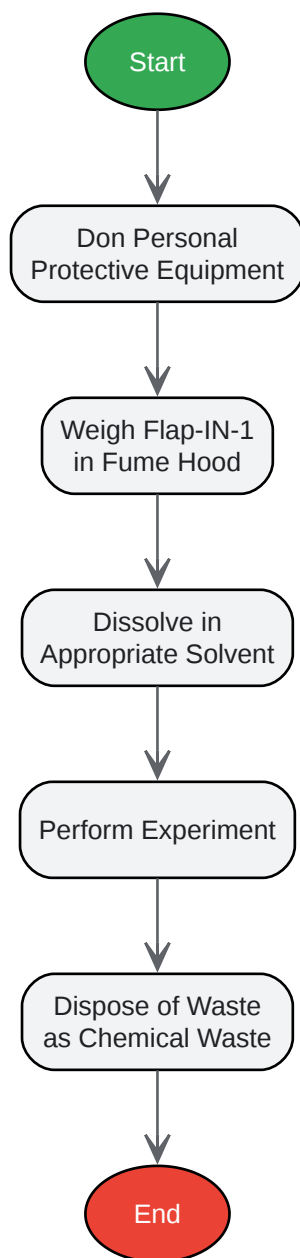 Start
Don Personal
Protective Equipment
Weigh Flap-IN-1
in Fume Hood
Dissolve in
Appropriate Solvent
Perform Experiment
Dispose of Waste
as Chemical Waste
End